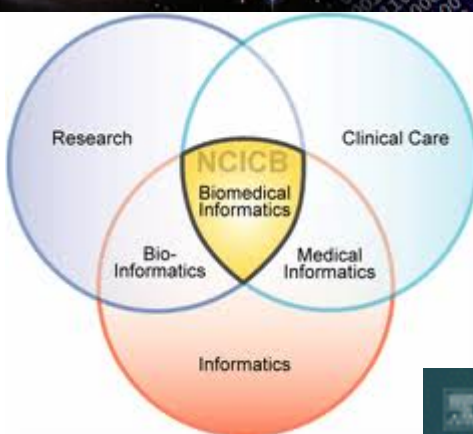 Research
Clinical Care
NCICB
Biomedical
Informatics
Bio-
Informatics
Medical
Informatics
Informatics